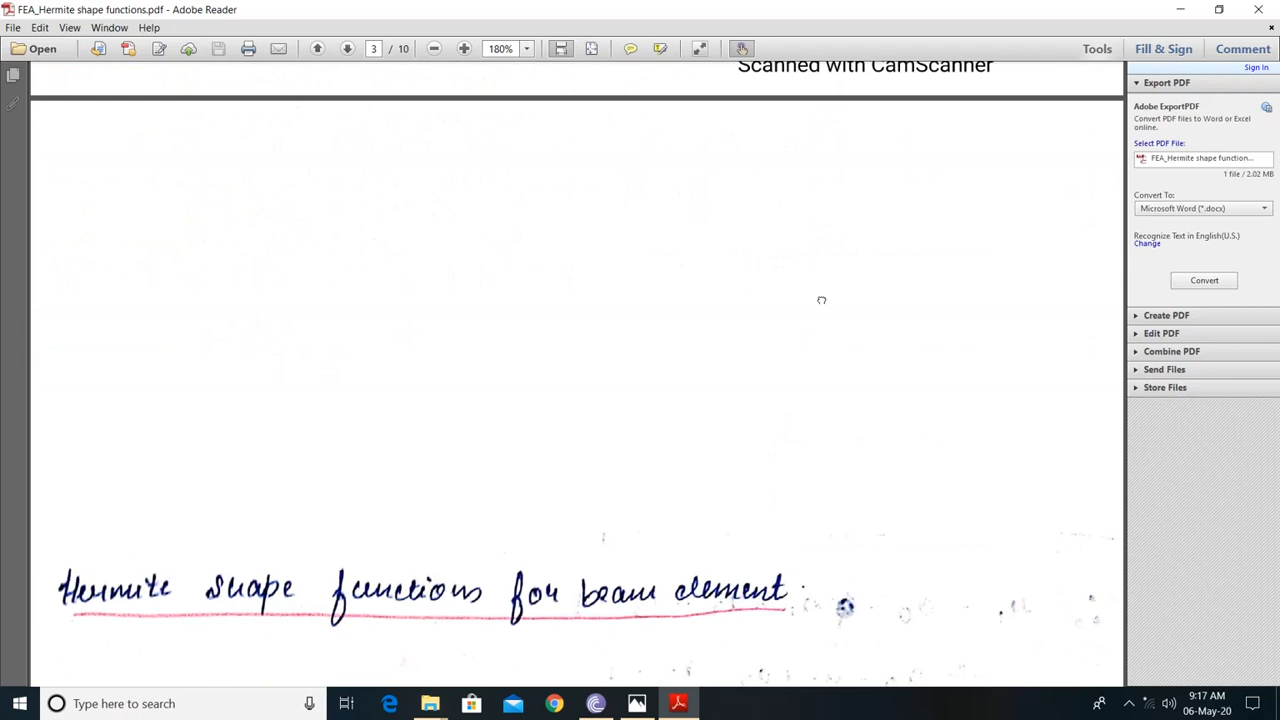 FEA_Hermite shape functions.pdf - Adobe Reader
File Edit View Window Help
Open 3 / 10 180% Tools Fill & Sign Comment
Scanned with CamScanner
Sign In
Export PDF
Adobe ExportPDF
Convert PDF files to Word or Excel
online.
Select PDF File:
FEA_Hermite shape function...
1 file / 2.02 MB
Convert To:
Microsoft Word (*.docx)
Recognize Text in English(U.S.)
Change
Convert
Create PDF
Edit PDF
Combine PDF
Send Files
Store Files
Hermite shape functions for beam element.
Type here to search
9:17 AM
06-May-20